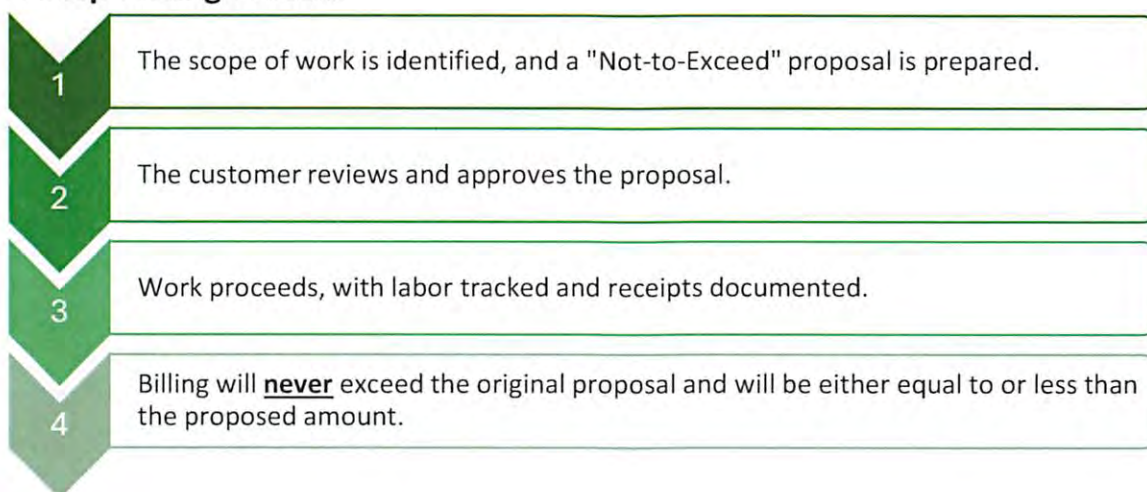 1
The scope of work is identified, and a "Not-to-Exceed" proposal is prepared.
2
The customer reviews and approves the proposal.
3
Work proceeds, with labor tracked and receipts documented.
4
Billing will never exceed the original proposal and will be either equal to or less than
the proposed amount.